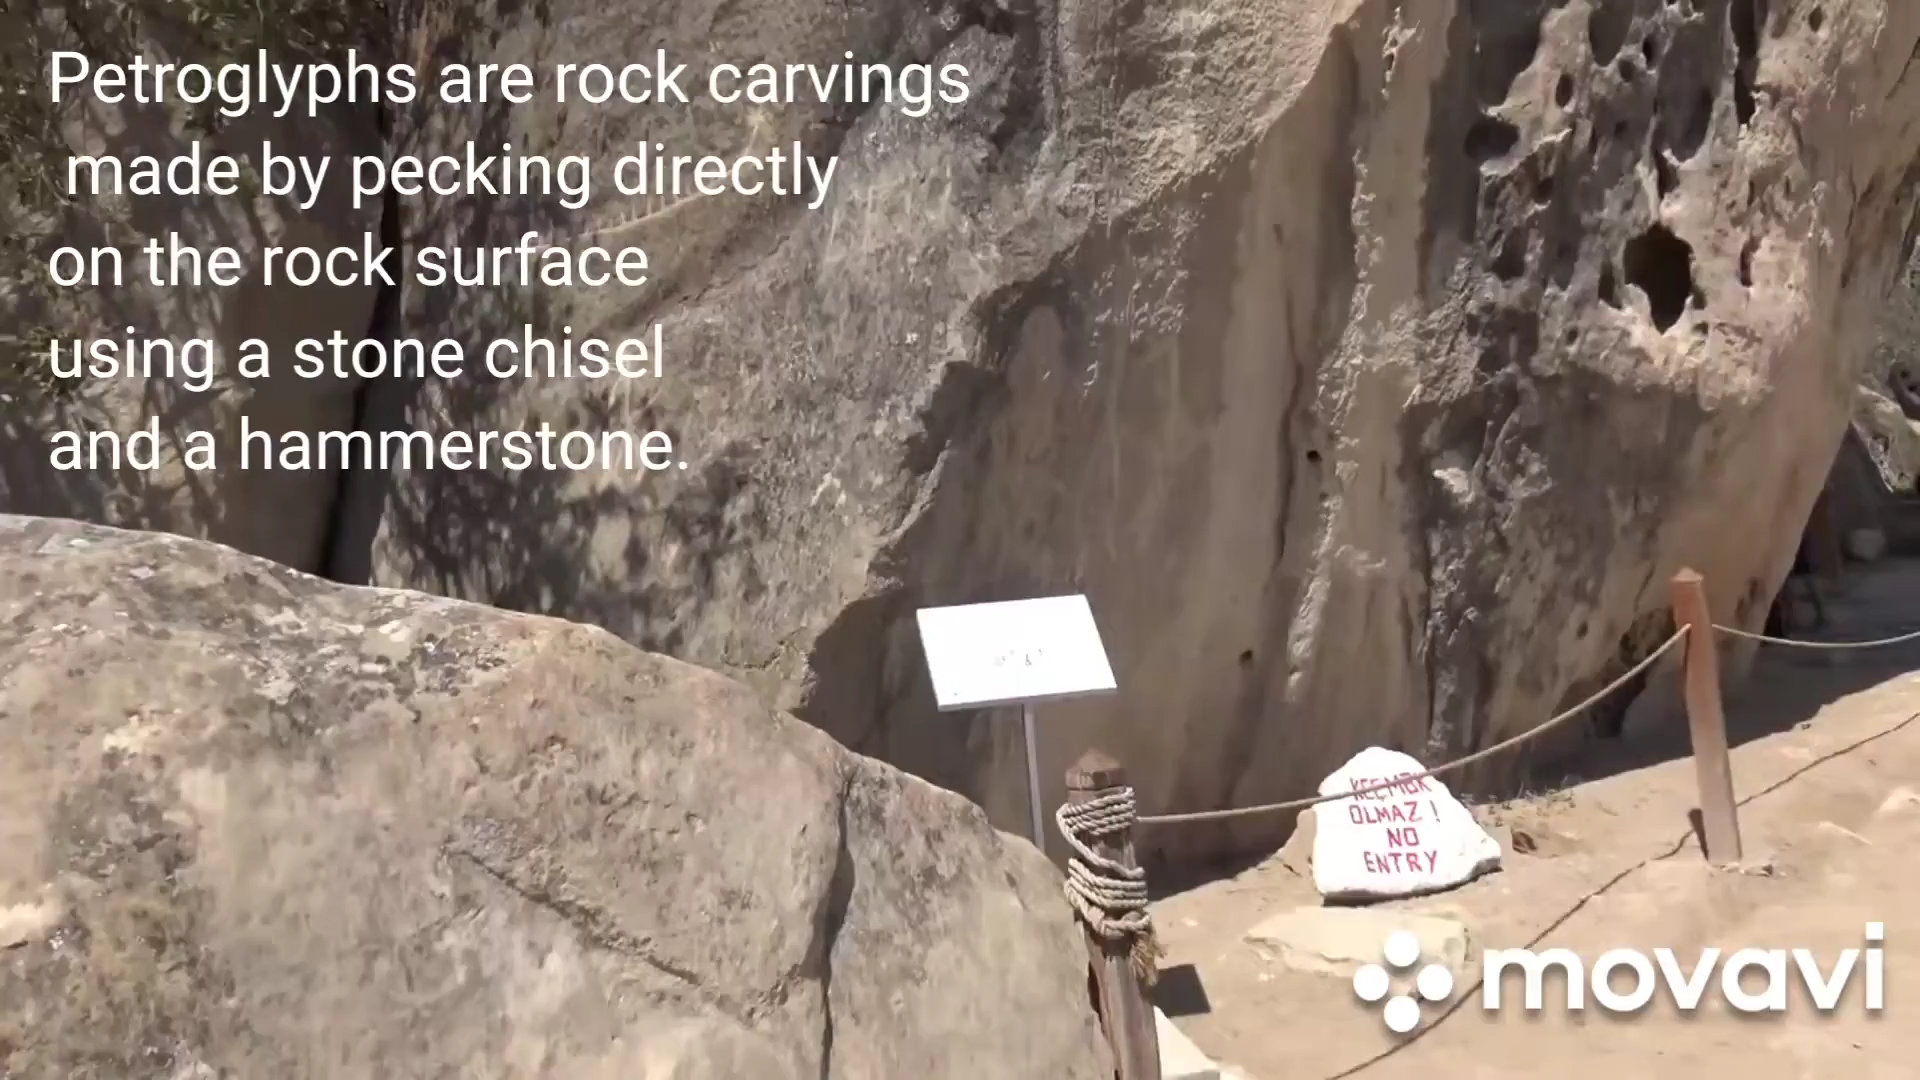 Petroglyphs are rock carvings
made by pecking directly
on the rock surface
using a stone chisel
and a hammerstone.
KEÇMƏK
OLMAZ !
NO
ENTRY
movavi